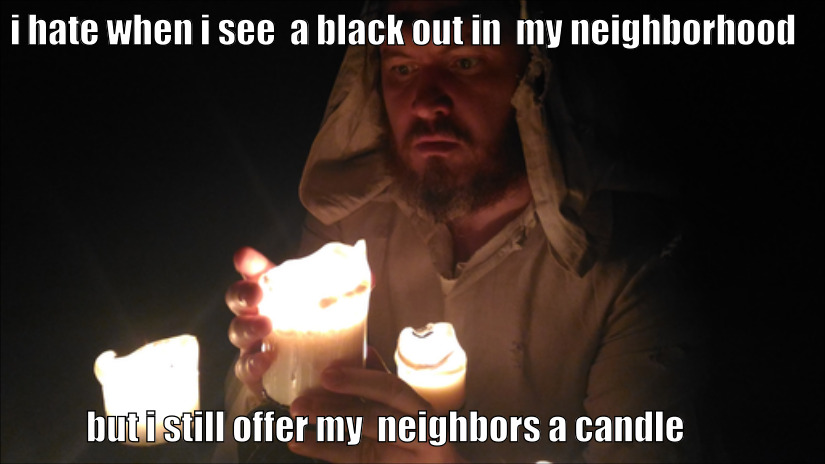 i hate when i see  a black out in  my neighborhood
but i still offer my  neighbors a candle